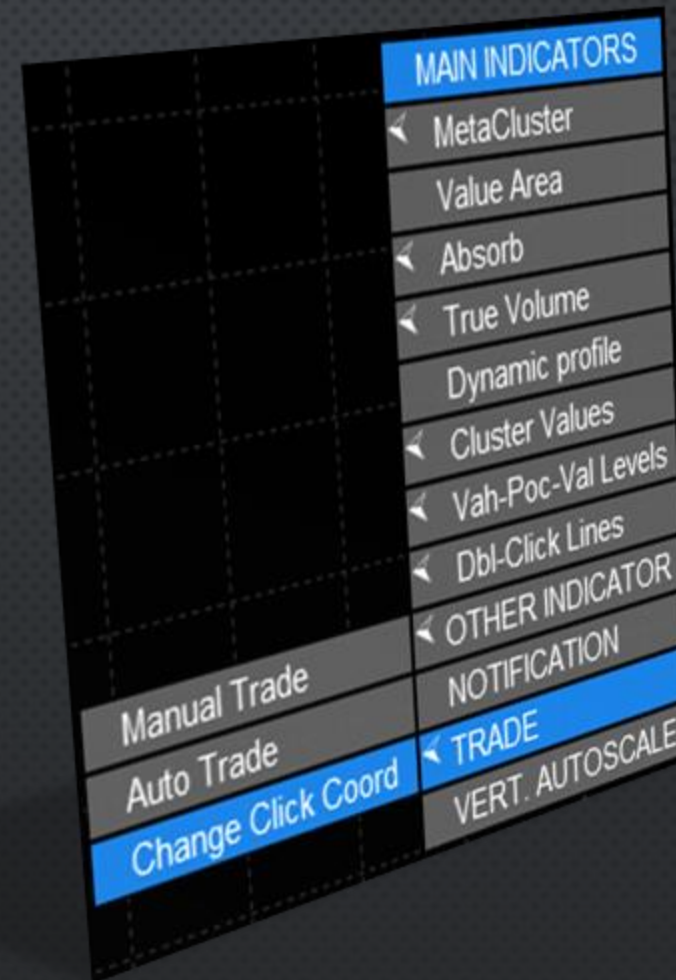 MAIN INDICATORS
MetaCluster
Value Area
Absorb
True Volume
Dynamic profile
Cluster Values
Vah-Poc-Val Levels
Dbl-Click Lines
OTHER INDICATOR
NOTIFICATION
TRADE
VERT. AUTOSCALE
Manual Trade
Auto Trade
Change Click Coord